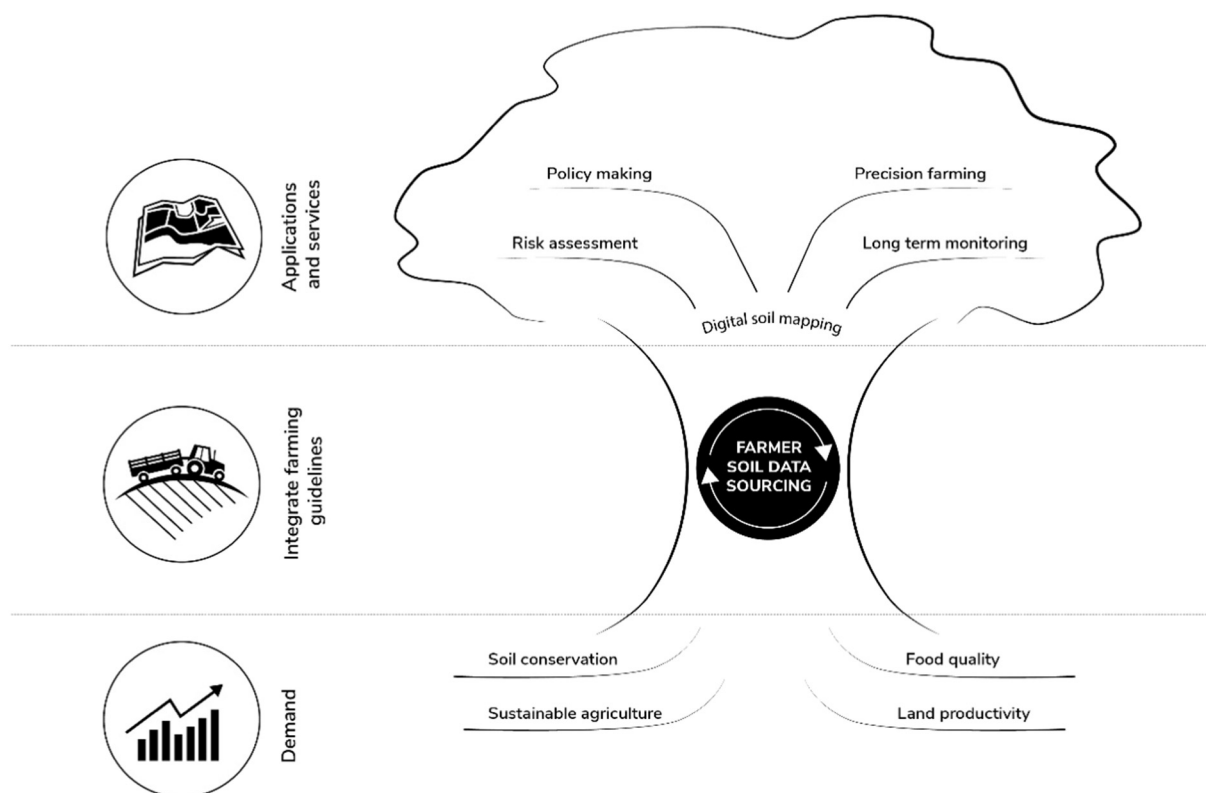 Applications
and services
Policy making
Precision farming
Risk assessment
Long term monitoring
Digital soil mapping
Integrate farming
guidelines
FARMER
SOIL DATA
SOURCING
Demand
Soil conservation
Food quality
Sustainable agriculture
Land productivity